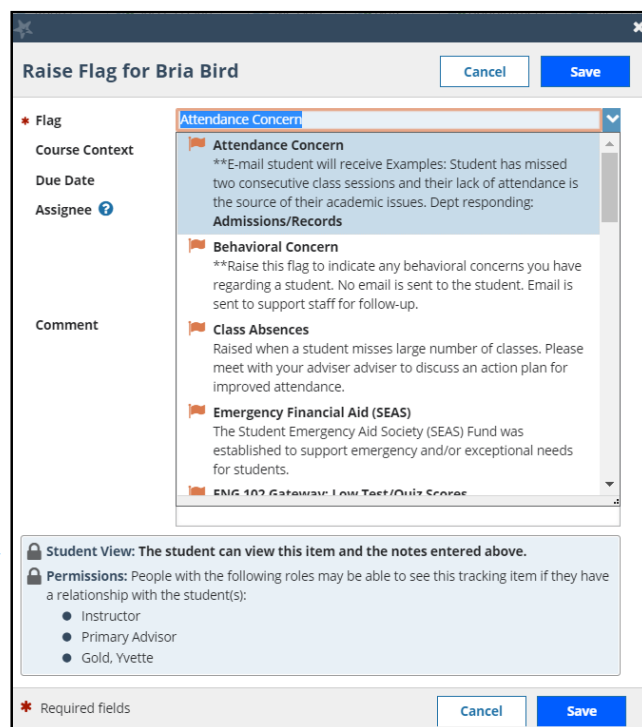 Raise Flag for Bria Bird
Cancel
Save
* Flag
Attendance Concern
Course Context
Due Date
Assignee ?
Comment
Attendance Concern
**E-mail student will receive Examples: Student has missed
two consecutive class sessions and their lack of attendance is
the source of their academic issues. Dept responding:
Admissions/Records
Behavioral Concern
**Raise this flag to indicate any behavioral concerns you have
regarding a student. No email is sent to the student. Email is
sent to support staff for follow-up.
Class Absences
Raised when a student misses large number of classes. Please
meet with your adviser adviser to discuss an action plan for
improved attendance.
Emergency Financial Aid (SEAS)
The Student Emergency Aid Society (SEAS) Fund was
established to support emergency and/or exceptional needs
for students.
ENG 102 Gateway: Low Test/Quiz Scores
Student View: The student can view this item and the notes entered above.
Permissions: People with the following roles may be able to see this tracking item if they have
a relationship with the student(s):
● Instructor
● Primary Advisor
● Gold, Yvette
* Required fields
Cancel
Save